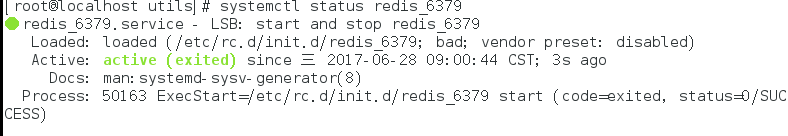 [root@localhost utils]# systemctl status redis_6379
● redis_6379.service - LSB: start and stop redis_6379
Loaded: loaded (/etc/rc.d/init.d/redis_6379; bad; vendor preset: disabled)
Active: active (exited) since 三 2017-06-28 09:00:44 CST; 3s ago
Docs: man:systemd-sysv-generator(8)
Process: 50163 ExecStart=/etc/rc.d/init.d/redis_6379 start (code=exited, status=0/SUC
CESS)